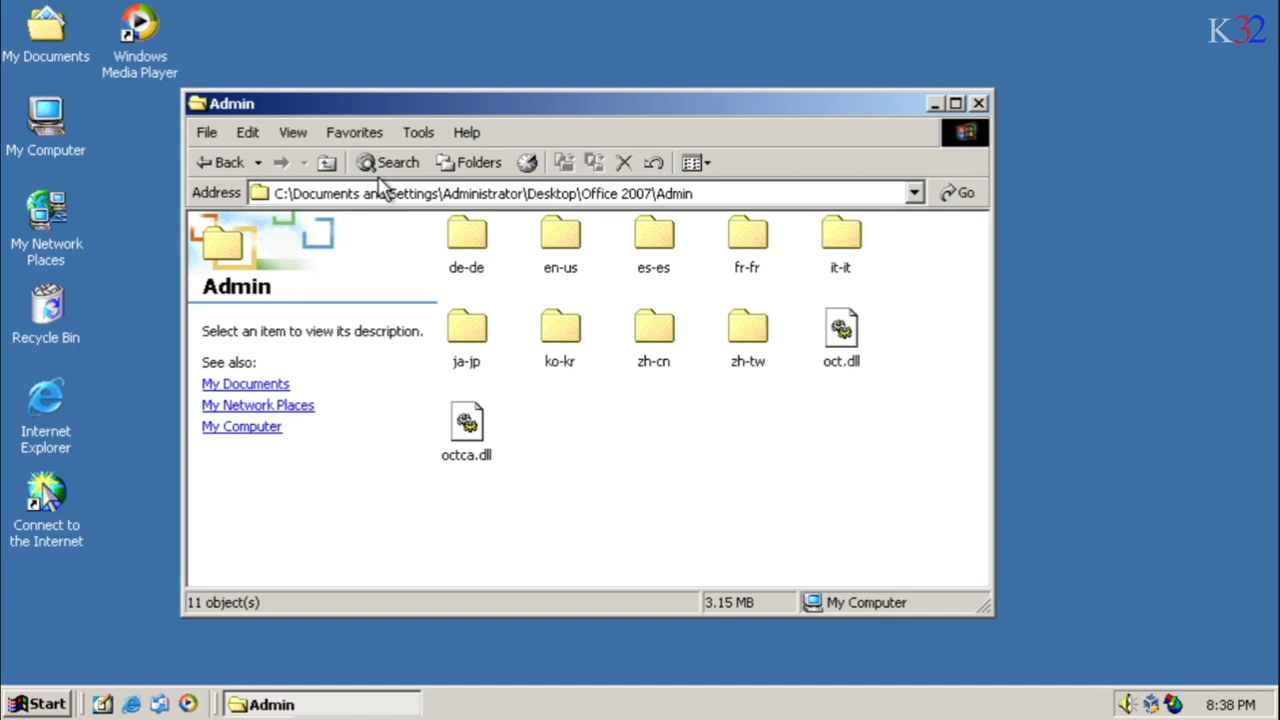 My Documents
Windows
Media Player
K32
My Computer
My Network
Places
Recycle Bin
Internet
Explorer
Connect to
the Internet
Admin
File Edit View Favorites Tools Help
Back Search Folders
Address C:\Documents and Settings\Administrator\Desktop\Office 2007\Admin Go
Admin
Select an item to view its description.
See also:
My Documents
My Network Places
My Computer
de-de en-us es-es fr-fr it-it
ja-jp ko-kr zh-cn zh-tw oct.dll
octca.dll
11 object(s) 3.15 MB My Computer
Start Admin 8:38 PM